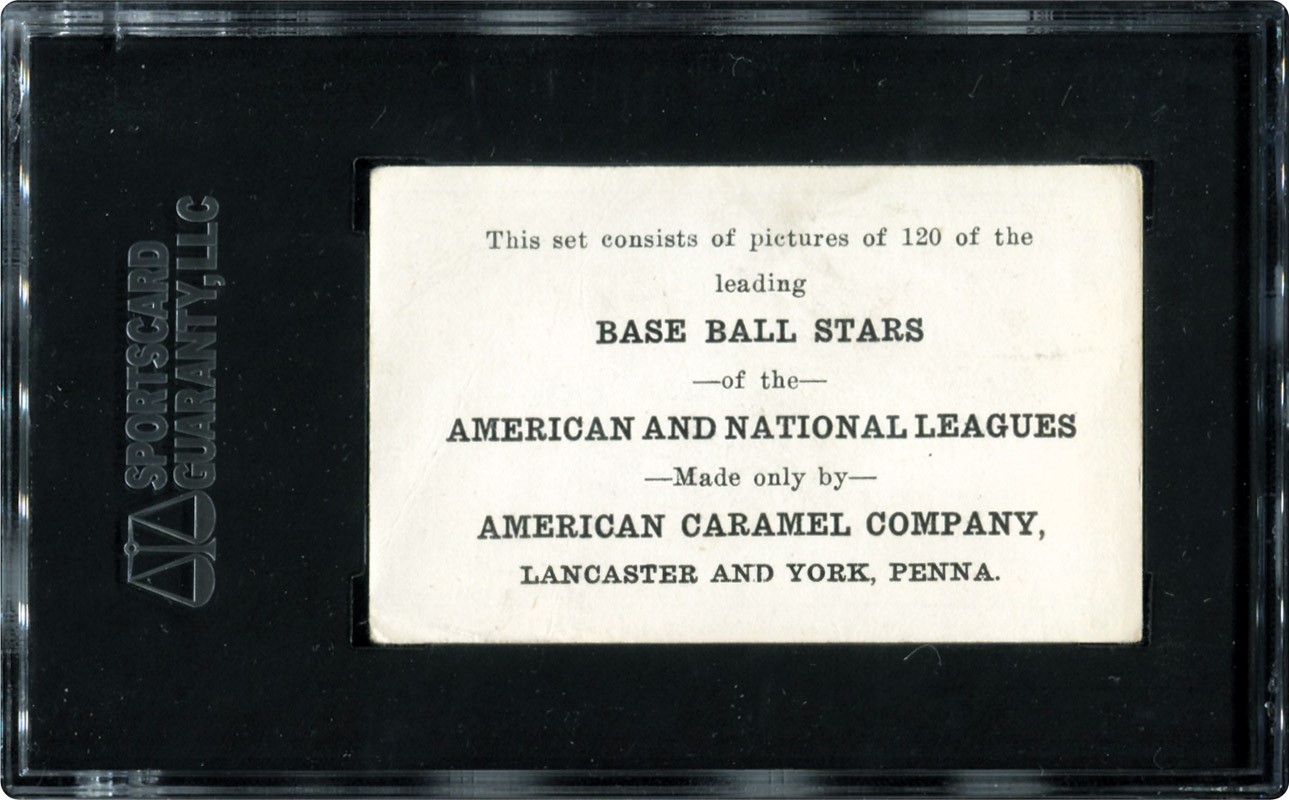 This set consists of pictures of 120 of the
leading
BASE BALL STARS
—of the—
AMERICAN AND NATIONAL LEAGUES
—Made only by—
AMERICAN CARAMEL COMPANY,
LANCASTER AND YORK, PENNA.
SPORTSCARD
GUARANTY, LLC